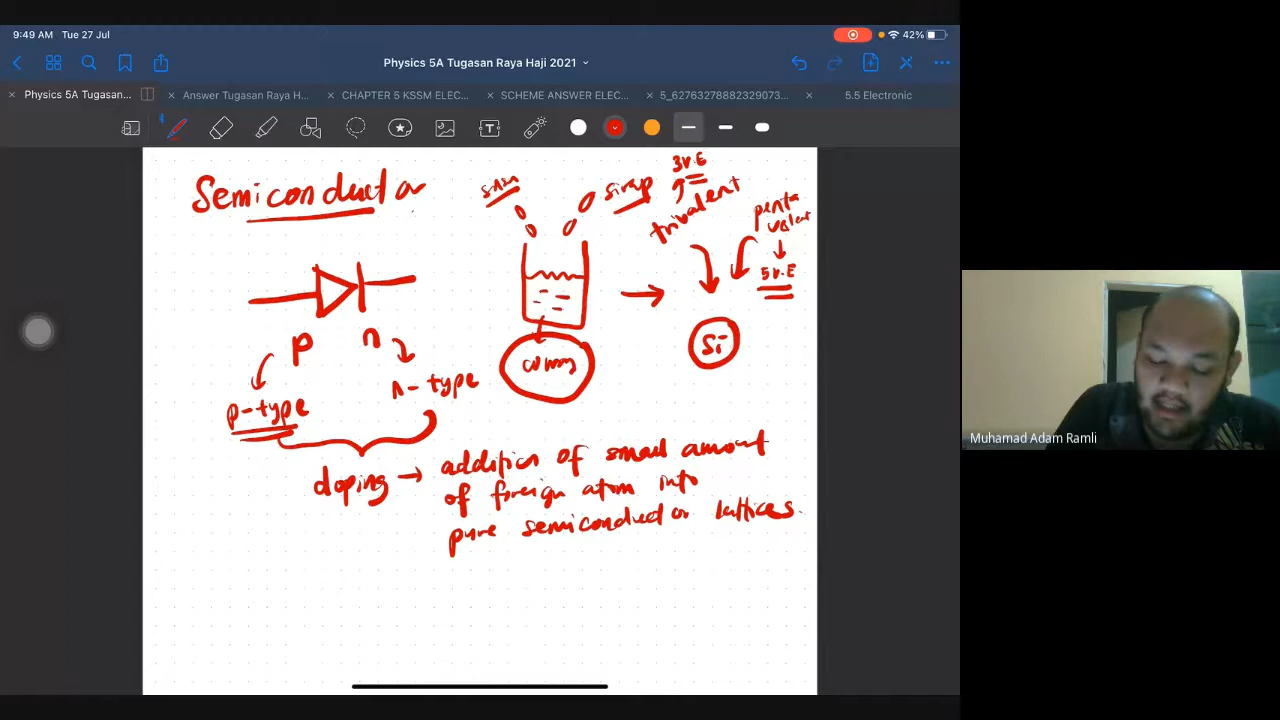 9:49 AM Tue 27 Jul
42%
Physics 5A Tugasan Raya Haji 2021
Physics 5A Tugasan...
Answer Tugasan Raya H...
CHAPTER 5 KSSM ELEC...
SCHEME ANSWER ELEC...
5_62763278882329073...
5.5 Electronic
Semiconductor
sirap
3V.E
trivalent
penta
valent
5V.E
Si
p n
p-type
n-type
doping → addition of small amount
of foreign atom into
pure semiconductor lattices.
Muhamad Adam Ramli